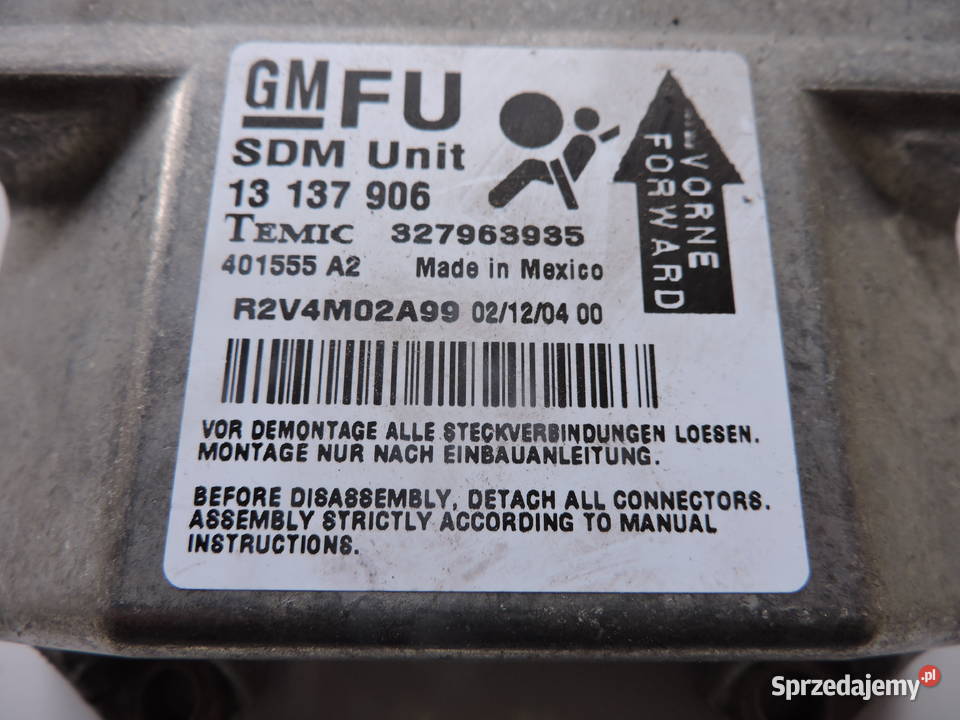 GM FU
SDM Unit
13 137 906
TEMIC 327963935
401555 A2 Made in Mexico
R2V4M02A99 02/12/04 00
VORNE
FORWARD
VOR DEMONTAGE ALLE STECKVERBINDUNGEN LOESEN.
MONTAGE NUR NACH EINBAUANLEITUNG.
BEFORE DISASSEMBLY, DETACH ALL CONNECTORS.
ASSEMBLY STRICTLY ACCORDING TO MANUAL
INSTRUCTIONS.
Sprzedajemy.pl